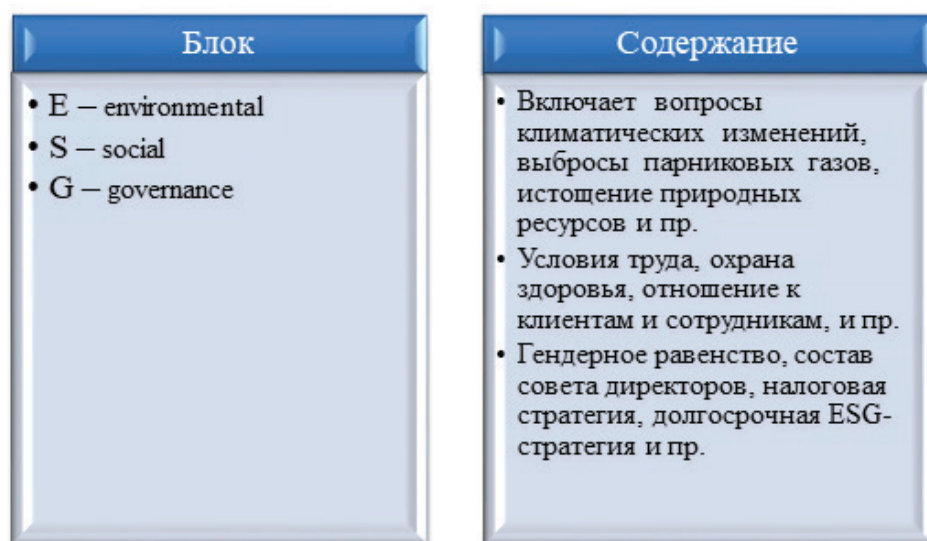 Блок
• E – environmental
• S – social
• G – governance
Содержание
• Включает вопросы
климатических изменений,
выбросы парниковых газов,
истощение природных
ресурсов и пр.
• Условия труда, охрана
здоровья, отношение к
клиентам и сотрудникам, и пр.
• Гендерное равенство, состав
совета директоров, налоговая
стратегия, долгосрочная ESG-
стратегия и пр.